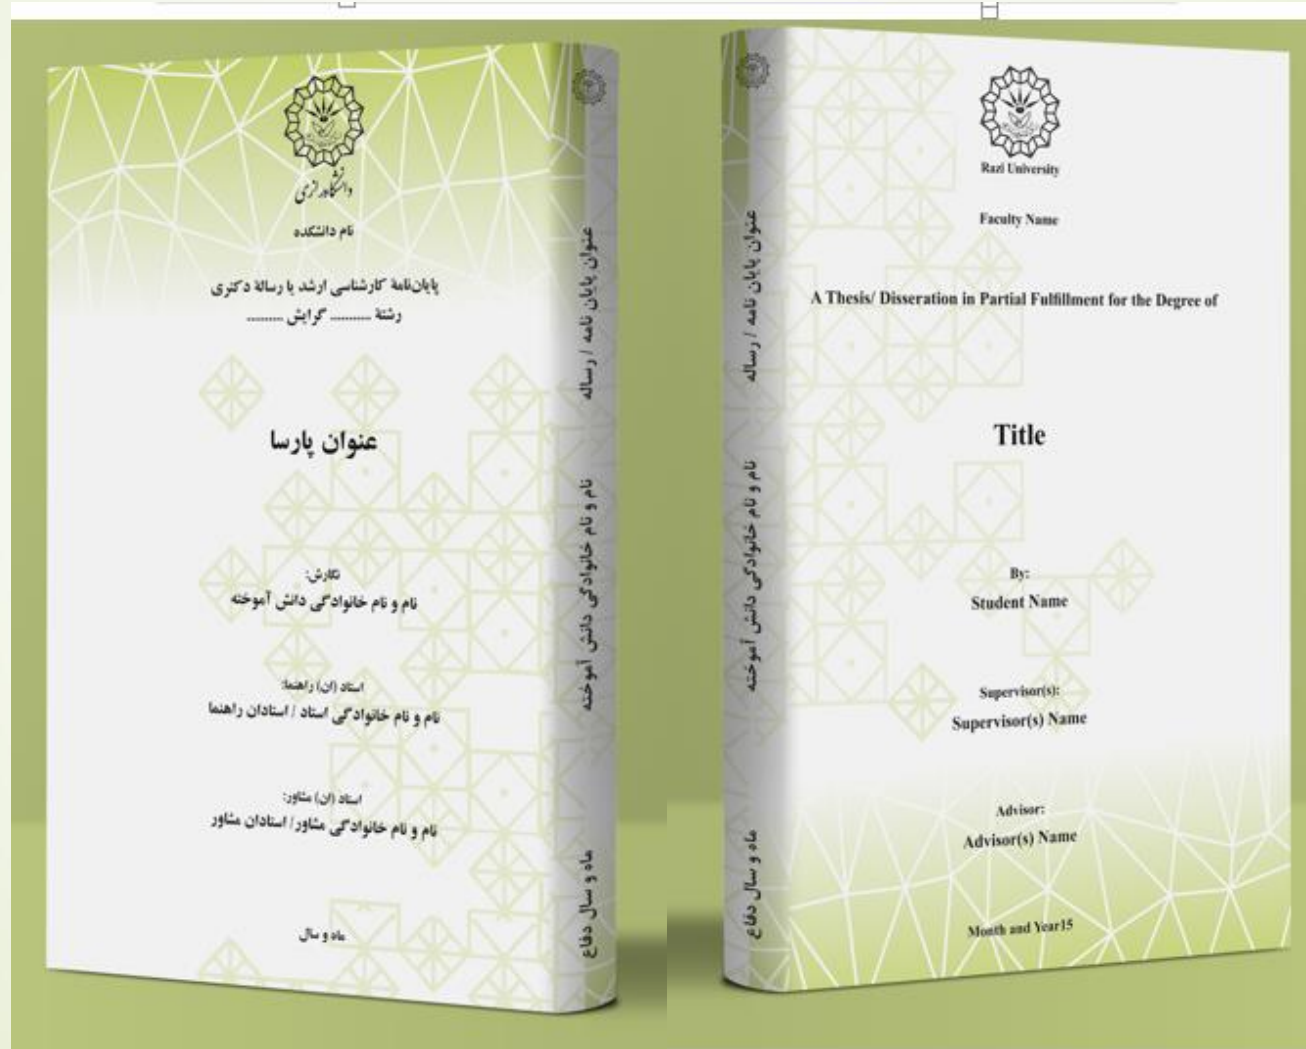 دانشگاه رازی
نام دانشکده
پایان‌نامهٔ کارشناسی ارشد یا رسالهٔ دکتری
رشتهٔ .......... گرایش ..........
عنوان پارسا
نگارش:
نام و نام خانوادگی دانش آموخته
استاد (ان) راهنما:
نام و نام خانوادگی استاد / استادان راهنما
استاد (ان) مشاور:
نام و نام خانوادگی مشاور/ استادان مشاور
ماه و سال
عنوان پایان نامه / رساله
نام و نام خانوادگی دانش آموخته
ماه و سال دفاع
عنوان پایان نامه / رساله
نام و نام خانوادگی دانش آموخته
ماه و سال دفاع
Razi University
Faculty Name
A Thesis/ Disseration in Partial Fulfillment for the Degree of
Title
By:
Student Name
Supervisor(s):
Supervisor(s) Name
Advisor:
Advisor(s) Name
Month and Year15